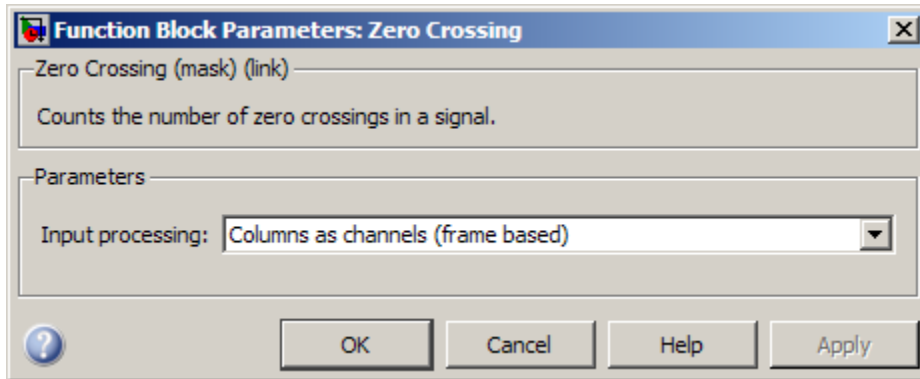 Function Block Parameters: Zero Crossing
Zero Crossing (mask) (link)
Counts the number of zero crossings in a signal.
Parameters
Input processing: Columns as channels (frame based)
OK Cancel Help Apply